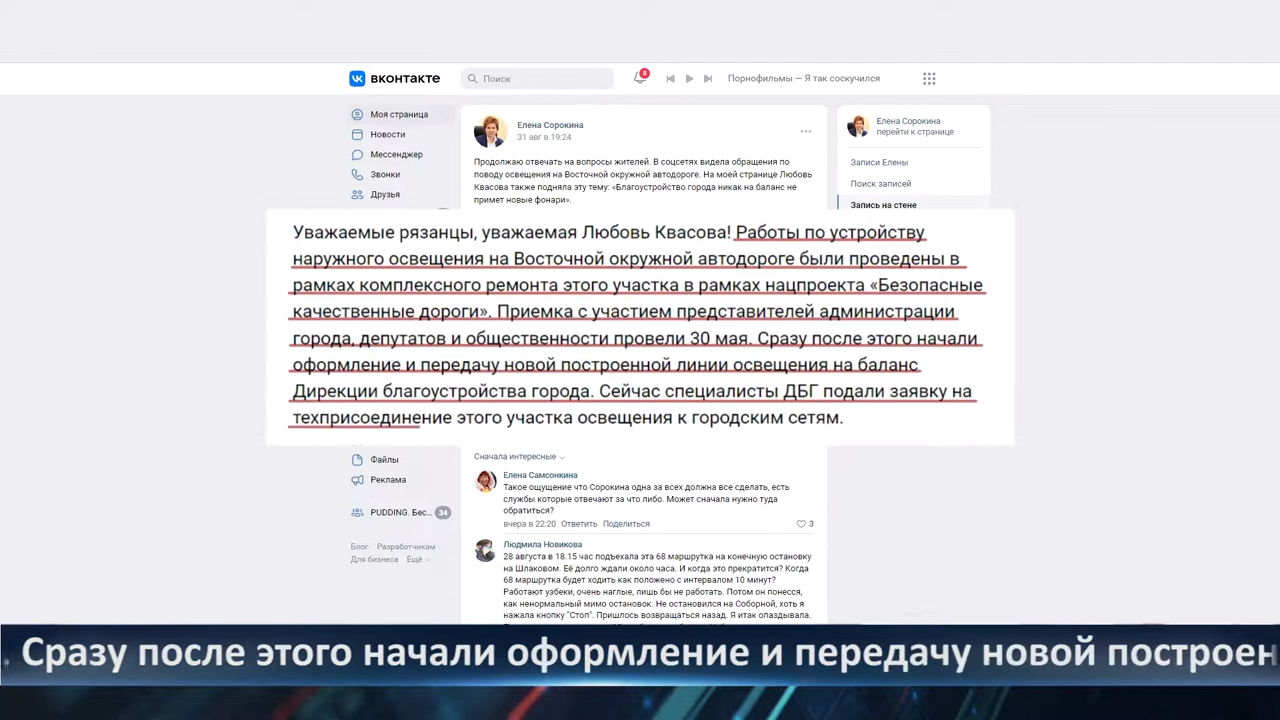 вконтакте
Поиск
8
Порнофильмы — Я так соскучился
Моя страница
Новости
Мессенджер
Звонки
Друзья
Елена Сорокина
31 авг в 19:24
Продолжаю отвечать на вопросы жителей. В соцсетях видела обращения по
поводу освещения на Восточной окружной автодороге. На моей странице Любовь
Квасова также подняла эту тему: «Благоустройство города никак на баланс не
примет новые фонари».
Елена Сорокина
перейти к странице
Записи Елены
Поиск записей
Запись на стене
Уважаемые рязанцы, уважаемая Любовь Квасова! Работы по устройству
наружного освещения на Восточной окружной автодороге были проведены в
рамках комплексного ремонта этого участка в рамках нацпроекта «Безопасные
качественные дороги». Приемка с участием представителей администрации
города, депутатов и общественности провели 30 мая. Сразу после этого начали
оформление и передачу новой построенной линии освещения на баланс
Дирекции благоустройства города. Сейчас специалисты ДБГ подали заявку на
техприсоединение этого участка освещения к городским сетям.
Файлы
Реклама
PUDDING. Бес... 34
Блог Разработчикам
Для бизнеса Ещё
Сначала интересные
Елена Самсонкина
Такое ощущение что Сорокина одна за всех должна все сделать, есть
службы которые отвечают за что либо. Может сначала нужно туда
обратиться?
вчера в 22:20 Ответить Поделиться 3
Людмила Новикова
28 августа в 18.15 час подъехала эта 68 маршрутка на конечную остановку
на Шлаковом. Её долго ждали около часа. И когда это прекратится? Когда
68 маршрутка будет ходить как положено с интервалом 10 минут?
Работают узбеки, очень наглые, лишь бы не работать. Потом он понесся,
как ненормальный мимо остановок. Не остановился на Соборной, хоть я
нажала кнопку "Стоп". Пришлось возвращаться назад. Я итак опаздывала.
. Сразу после этого начали оформление и передачу новой построен